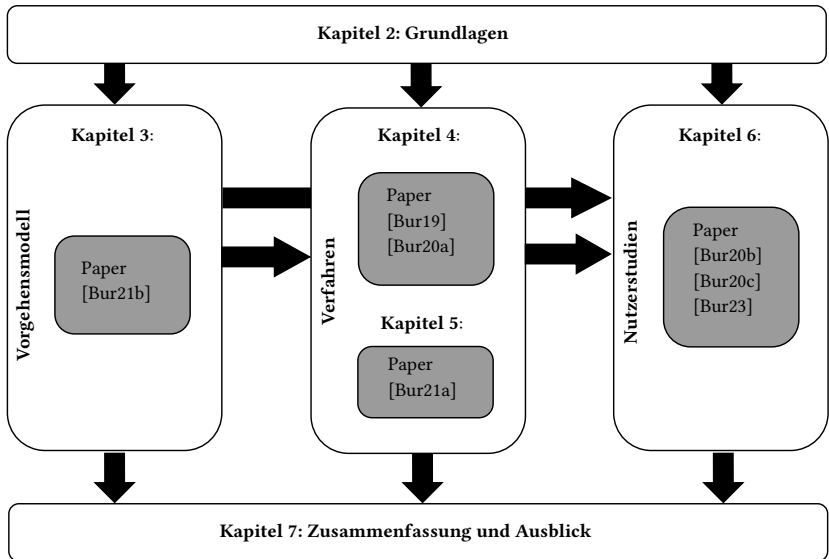 Kapitel 2: Grundlagen
Kapitel 3:
Vorgehensmodell
Paper
[Bur21b]
Kapitel 4:
Verfahren
Paper
[Bur19]
[Bur20a]
Kapitel 5:
Paper
[Bur21a]
Kapitel 6:
Nutzerstudien
Paper
[Bur20b]
[Bur20c]
[Bur23]
Kapitel 7: Zusammenfassung und Ausblick